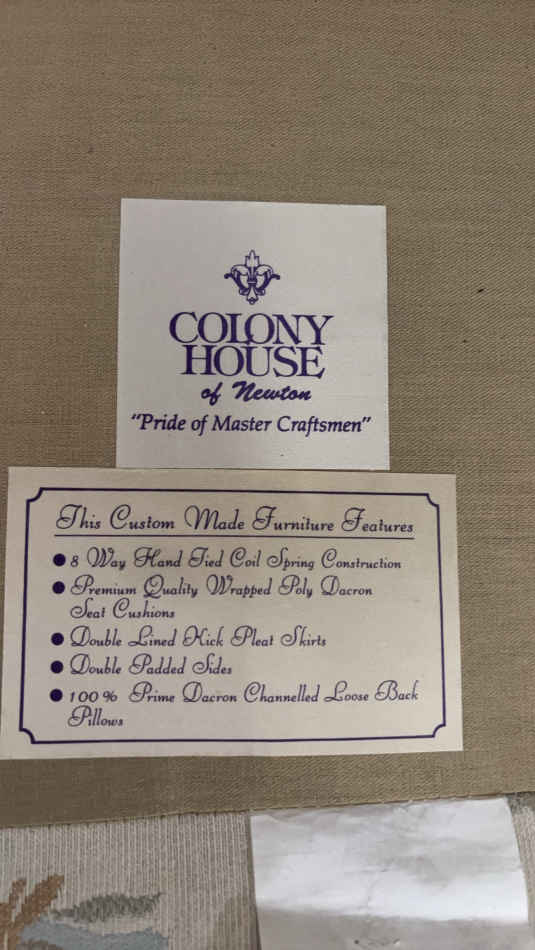 COLONY
HOUSE
of Newton
"Pride of Master Craftsmen"
This Custom Made Furniture Features
● 8 Way Hand Tied Coil Spring Construction
● Premium Quality Wrapped Poly Dacron
Seat Cushions
● Double Lined Kick Pleat Skirts
● Double Padded Sides
● 100% Prime Dacron Channelled Loose Back
Pillows